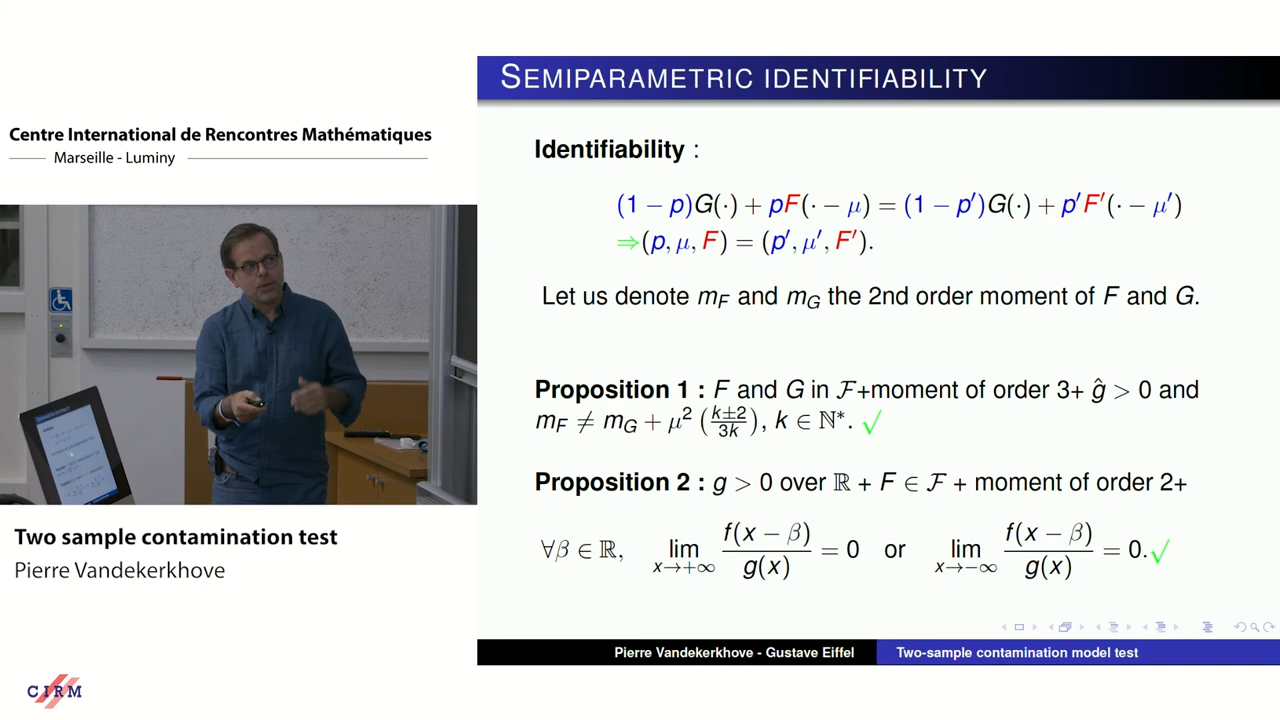 Centre International de Rencontres Mathématiques
Marseille - Luminy
Two sample contamination test
Pierre Vandekerkhove
CIRM
SEMIPARAMETRIC IDENTIFIABILITY
Identifiability :
(1 − p)G(·) + pF(· − μ) = (1 − p′)G(·) + p′F′(· − μ′)
⇒(p, μ, F) = (p′, μ′, F′).
Let us denote m_F and m_G the 2nd order moment of F and G.
Proposition 1 : F and G in ℱ+moment of order 3+ ĝ > 0 and
m_F ≠ m_G + μ² (k±2/3k), k ∈ ℕ*. √
Proposition 2 : g > 0 over ℝ + F ∈ ℱ + moment of order 2+
∀β ∈ ℝ, lim x→+∞ f(x − β)/g(x) = 0 or lim x→−∞ f(x − β)/g(x) = 0. √
Pierre Vandekerkhove - Gustave Eiffel
Two-sample contamination model test